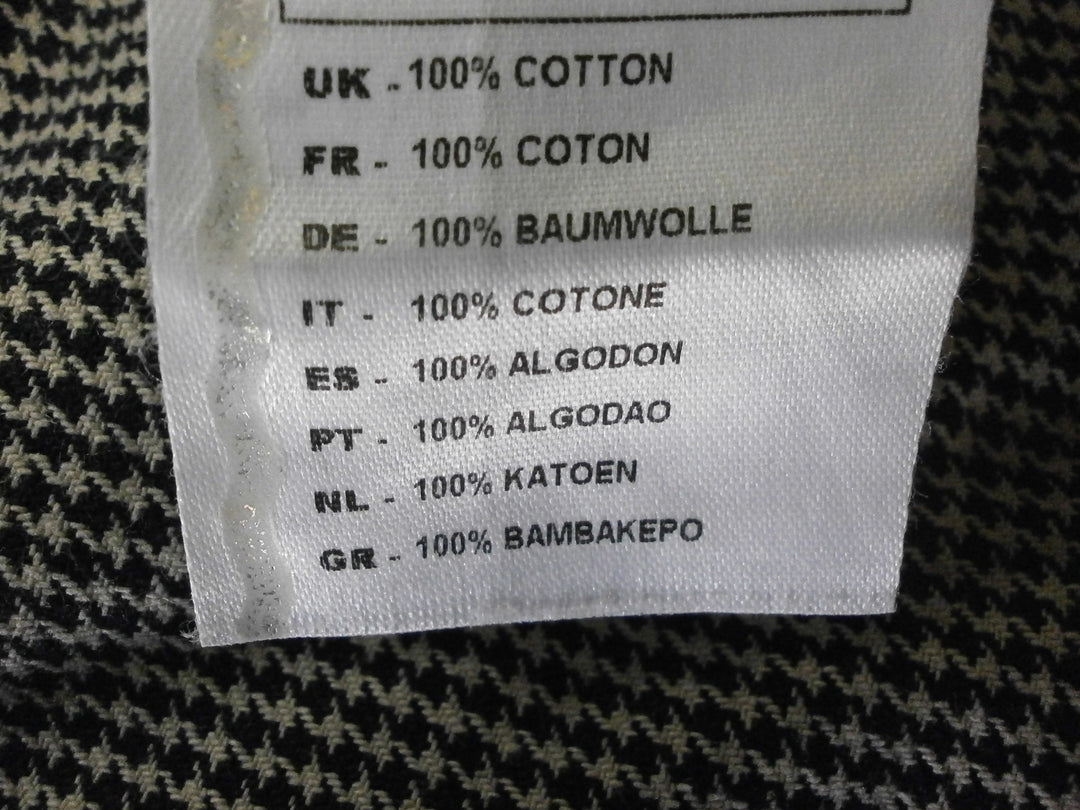 UK - 100% COTTON
FR - 100% COTON
DE - 100% BAUMWOLLE
IT - 100% COTONE
ES - 100% ALGODON
PT - 100% ALGODAO
NL - 100% KATOEN
GR - 100% BAMBAKEPO